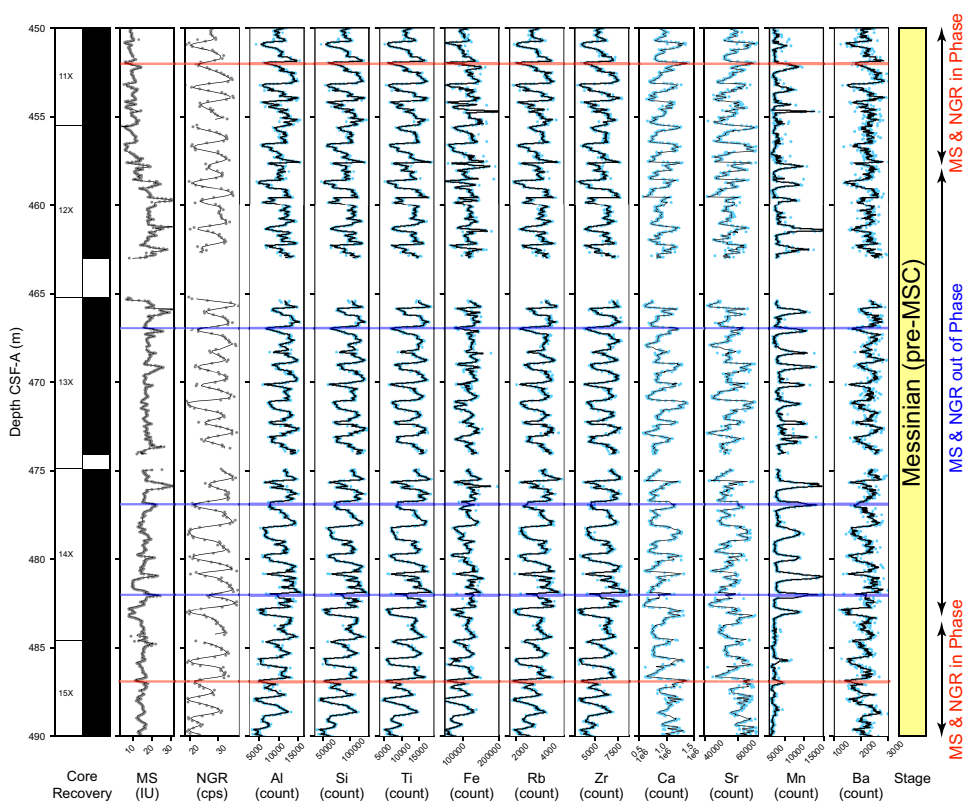 450
455
460
465
470
475
480
485
490
Depth CSF-A (m)
11X
12X
13X
14X
15X
10 20 30
20 30
5000 10000 15000
50000 100000
5000 10000 15000
10000 20000
2000 4000
5000 7500
0.5 1e6 1.0 1e6 1.5 1e6
40000 60000
5000 10000 15000
1000 2000 3000
Core Recovery
MS (IU)
NGR (cps)
Al (count)
Si (count)
Ti (count)
Fe (count)
Rb (count)
Zr (count)
Ca (count)
Sr (count)
Mn (count)
Ba (count)
Stage
Messinian (pre-MSC)
MS & NGR in Phase
MS & NGR out of Phase
MS & NGR in Phase